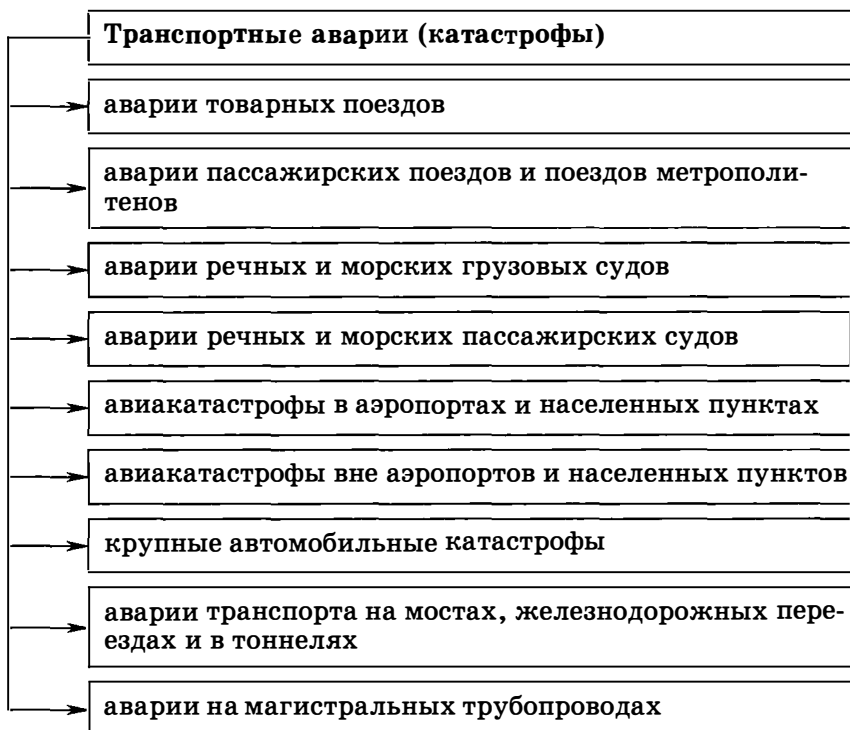 Транспортные аварии (катастрофы)
аварии товарных поездов
аварии пассажирских поездов и поездов метрополи-
тенов
аварии речных и морских грузовых судов
аварии речных и морских пассажирских судов
авиакатастрофы в аэропортах и населенных пунктах
авиакатастрофы вне аэропортов и населенных пунктов
крупные автомобильные катастрофы
аварии транспорта на мостах, железнодорожных пере-
ездах и в тоннелях
аварии на магистральных трубопроводах